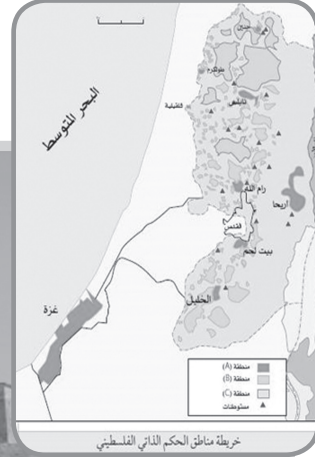 جنين
طولكرم
نابلس
قلقيلية
البحر المتوسط
رام الله
أريحا
القدس
بيت لحم
غزة
الخليل
منطقة (A)
منطقة (B)
منطقة (C)
مستوطنات
خريطة مناطق الحكم الذاتي الفلسطيني